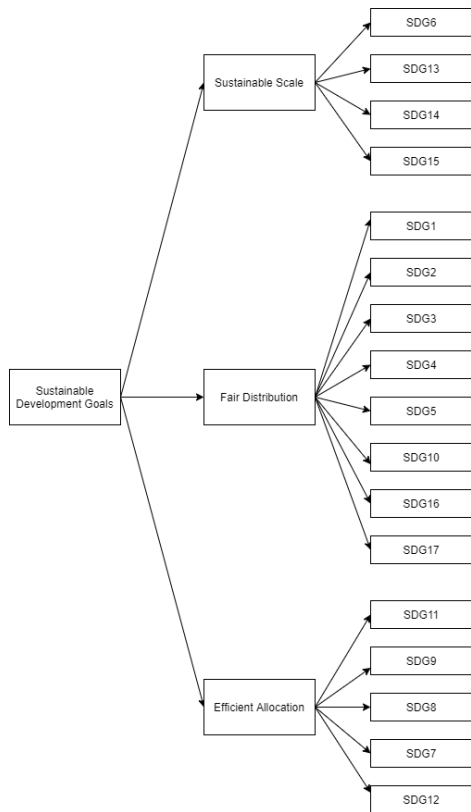 SDG6
SDG13
Sustainable Scale
SDG14
SDG15
SDG1
SDG2
SDG3
SDG4
Sustainable
Development Goals
Fair Distribution
SDG5
SDG10
SDG16
SDG17
SDG11
SDG9
Efficient Allocation
SDG8
SDG7
SDG12